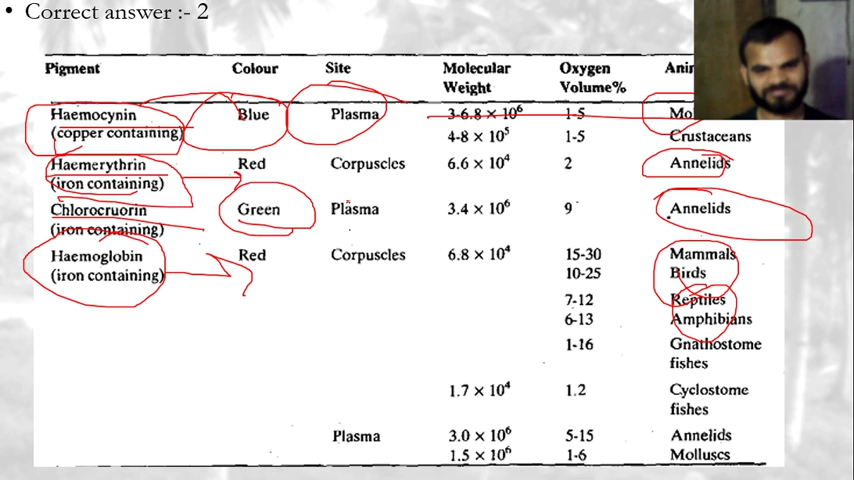 • Correct answer :- 2
Pigment Colour Site Molecular Weight Oxygen Volume%
Haemocynin (copper containing) Blue Plasma 3-6.8 × 10⁶ 1-5
4-8 × 10⁵ 1-5 Crustaceans
Haemerythrin (iron containing) Red Corpuscles 6.6 × 10⁴ 2 Annelids
Chlorocruorin (iron containing) Green Plasma 3.4 × 10⁶ 9 Annelids
Haemoglobin (iron containing) Red Corpuscles 6.8 × 10⁴ 15-30 Mammals
10-25 Birds
7-12 Reptiles
6-13 Amphibians
1-16 Gnathostome fishes
1.7 × 10⁴ 1.2 Cyclostome fishes
Plasma 3.0 × 10⁶ 5-15 Annelids
1.5 × 10⁶ 1-6 Molluscs